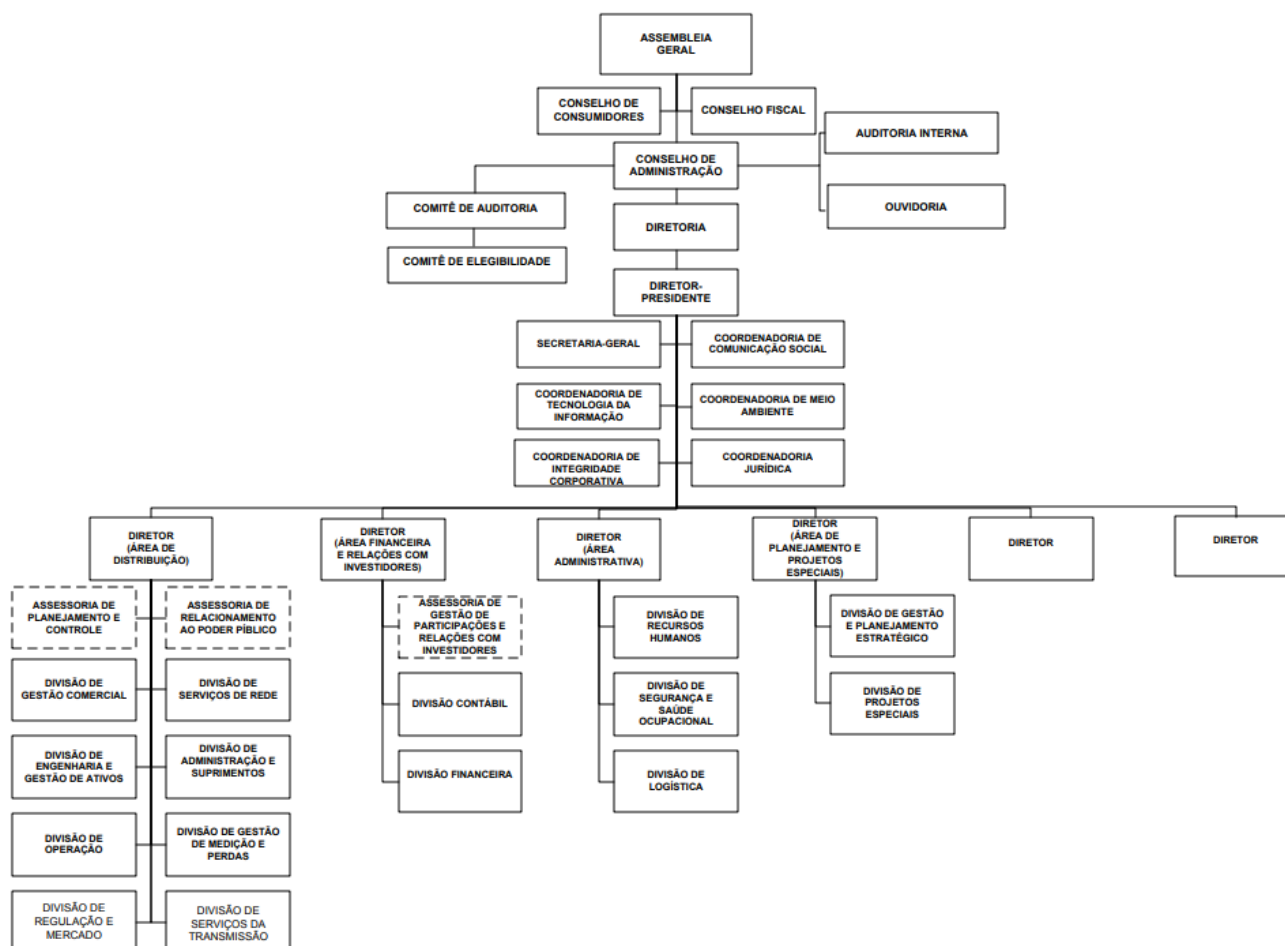 ASSEMBLEIA
GERAL
CONSELHO DE
CONSUMIDORES
CONSELHO FISCAL
AUDITORIA INTERNA
CONSELHO DE
ADMINISTRAÇÃO
COMITÊ DE AUDITORIA
OUVIDORIA
DIRETORIA
COMITÊ DE ELEGIBILIDADE
DIRETOR-
PRESIDENTE
SECRETARIA-GERAL
COORDENADORIA DE
COMUNICAÇÃO SOCIAL
COORDENADORIA DE
TECNOLOGIA DA
INFORMAÇÃO
COORDENADORIA DE MEIO
AMBIENTE
COORDENADORIA DE
INTEGRIDADE
CORPORATIVA
COORDENADORIA
JURÍDICA
DIRETOR
(ÁREA DE
DISTRIBUIÇÃO)
DIRETOR
(ÁREA FINANCEIRA
E RELAÇÕES COM
INVESTIDORES)
DIRETOR
(ÁREA
ADMINISTRATIVA)
DIRETOR
(ÁREA DE
PLANEJAMENTO E
PROJETOS
ESPECIAIS)
DIRETOR
DIRETOR
ASSESSORIA DE
PLANEJAMENTO E
CONTROLE
ASSESSORIA DE
RELACIONAMENTO
AO PODER PÍBLICO
ASSESSORIA DE
GESTÃO DE
PARTICIPAÇÕES E
RELAÇÕES COM
INVESTIDORES
DIVISÃO DE
RECURSOS
HUMANOS
DIVISÃO DE GESTÃO
E PLANEJAMENTO
ESTRATÉGICO
DIVISÃO DE
GESTÃO COMERCIAL
DIVISÃO DE
SERVIÇOS DE REDE
DIVISÃO CONTÁBIL
DIVISÃO DE
SEGURANÇA E
SAÚDE
OCUPACIONAL
DIVISÃO DE
PROJETOS
ESPECIAIS
DIVISÃO DE
ENGENHARIA E
GESTÃO DE ATIVOS
DIVISÃO DE
ADMINISTRAÇÃO E
SUPRIMENTOS
DIVISÃO FINANCEIRA
DIVISÃO DE
LOGÍSTICA
DIVISÃO DE
OPERAÇÃO
DIVISÃO DE GESTÃO
DE MEDIÇÃO E
PERDAS
DIVISÃO DE
REGULAÇÃO E
MERCADO
DIVISÃO DE
SERVIÇOS DA
TRANSMISSÃO